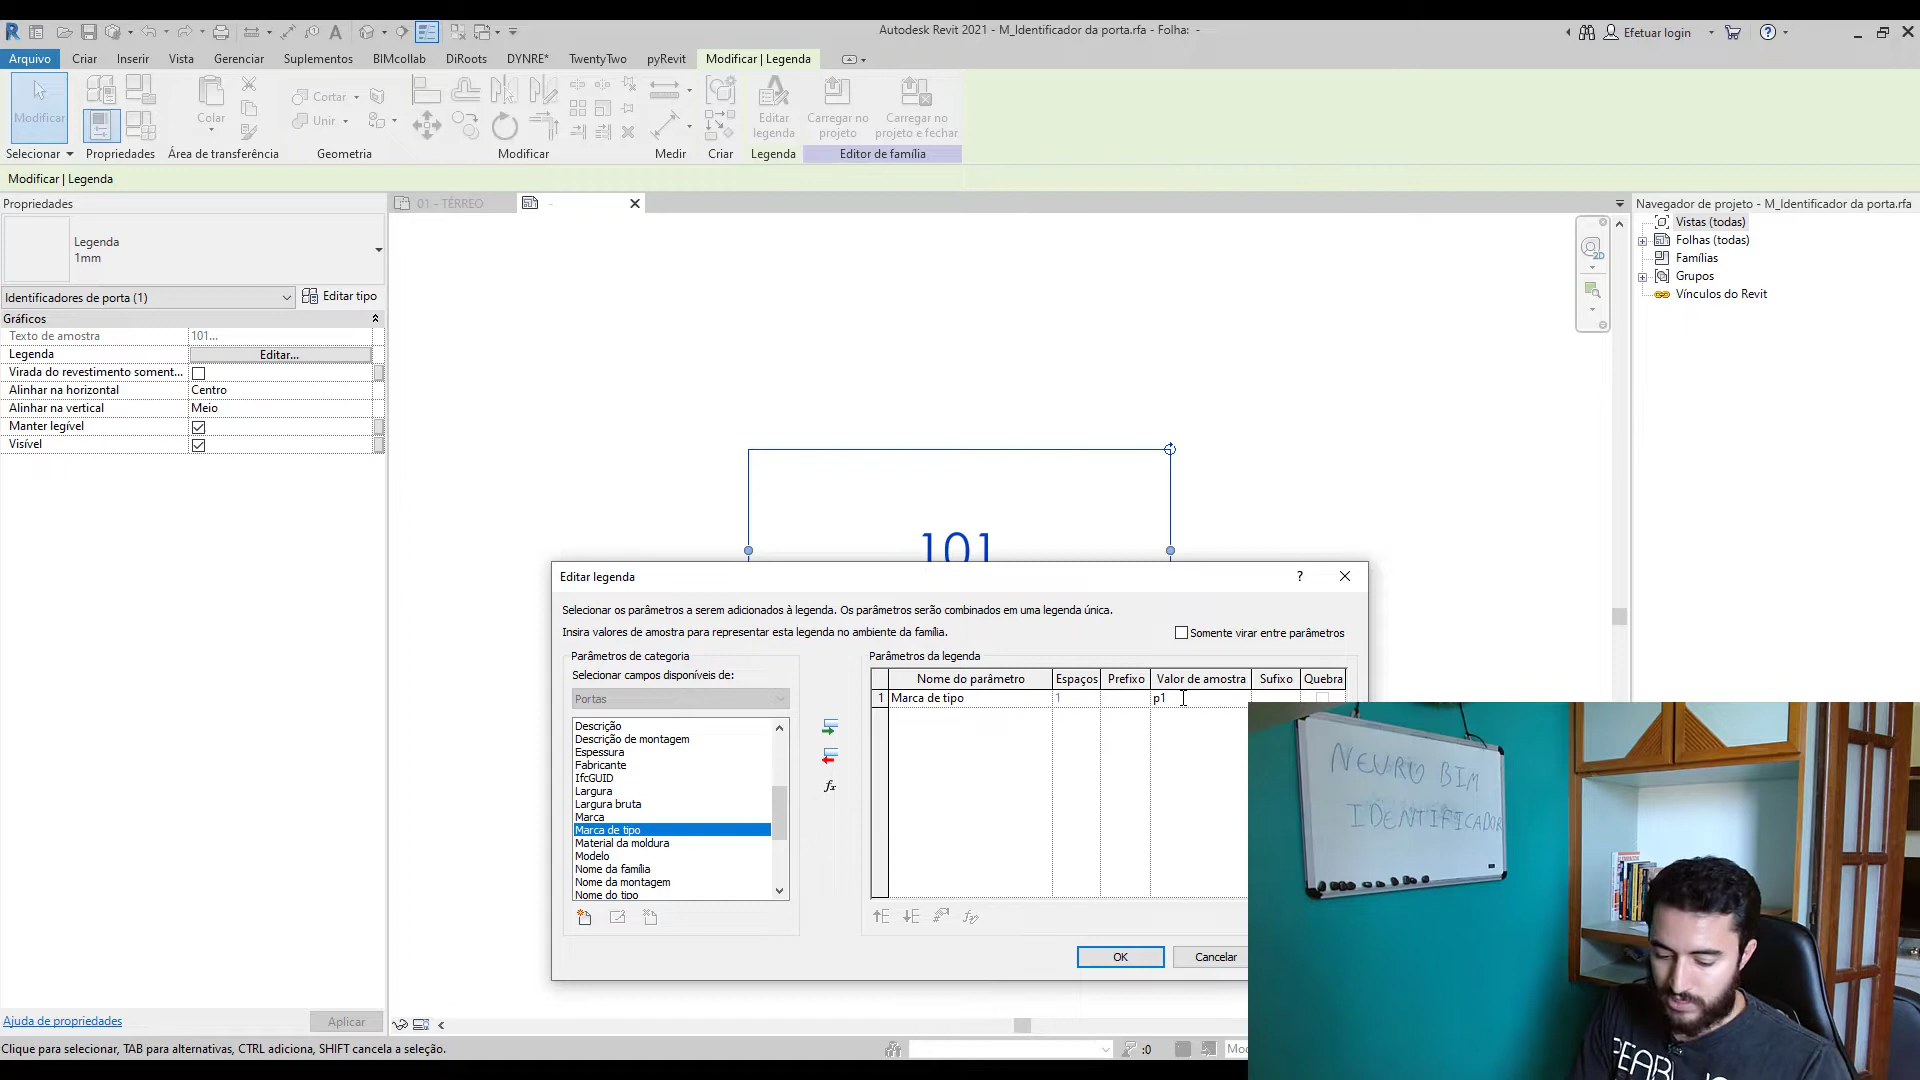 Autodesk Revit 2021 - M_Identificador da porta.rfa - Folha: -
Efetuar login
Arquivo
Criar
Inserir
Vista
Gerenciar
Suplementos
BIMcollab
DiRoots
DYNRE*
TwentyTwo
pyRevit
Modificar | Legenda
Modificar
Colar
Cortar
Unir
Editar legenda
Carregar no projeto
Carregar no projeto e fechar
Selecionar
Propriedades
Área de transferência
Geometria
Modificar
Medir
Criar
Legenda
Editor de família
Modificar | Legenda
Propriedades
Legenda
1mm
Identificadores de porta (1)
Editar tipo
Gráficos
Texto de amostra 101...
Legenda Editar...
Virada do revestimento soment...
Alinhar na horizontal Centro
Alinhar na vertical Meio
Manter legível
Visível
Ajuda de propriedades
Aplicar
01 - TÉRREO
-
2D
Navegador de projeto - M_Identificador da porta.rfa
Vistas (todas)
Folhas (todas)
Famílias
Grupos
Vínculos do Revit
101
Editar legenda
Selecionar os parâmetros a serem adicionados à legenda. Os parâmetros serão combinados em uma legenda única.
Insira valores de amostra para representar esta legenda no ambiente da família.
Somente virar entre parâmetros
Parâmetros de categoria
Selecionar campos disponíveis de:
Portas
Descrição
Descrição de montagem
Espessura
Fabricante
IfcGUID
Largura
Largura bruta
Marca
Marca de tipo
Material da moldura
Modelo
Nome da família
Nome da montagem
Nome do tipo
Parâmetros da legenda
Nome do parâmetro Espaços Prefixo Valor de amostra Sufixo Quebra
1 Marca de tipo 1 p1
OK
Cancelar
NEURO BIM
IDENTIFICADOR
PEARL
Clique para selecionar, TAB para alternativas, CTRL adiciona, SHIFT cancela a seleção.
:0